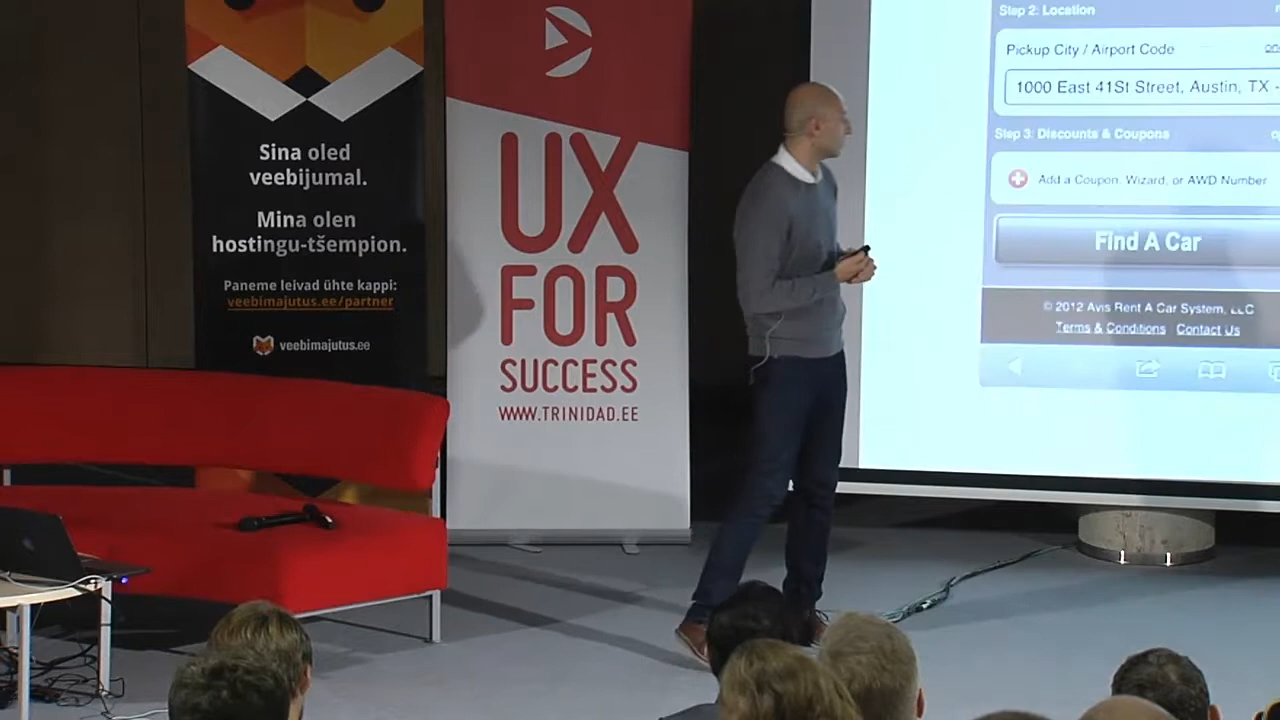 Sina oled
veebijumal.
Mina olen
hostingu-tšempion.
Paneme leivad ühte kappi:
veebimajutus.ee/partner
veebimajutus.ee
UX
FOR
SUCCESS
WWW.TRINIDAD.EE
Step 2: Location
Pickup City / Airport Code
1000 East 41St Street, Austin, TX -
Step 3: Discounts & Coupons
Add a Coupon, Wizard, or AWD Number
Find A Car
© 2012 Avis Rent A Car System, LLC
Terms & Conditions Contact Us